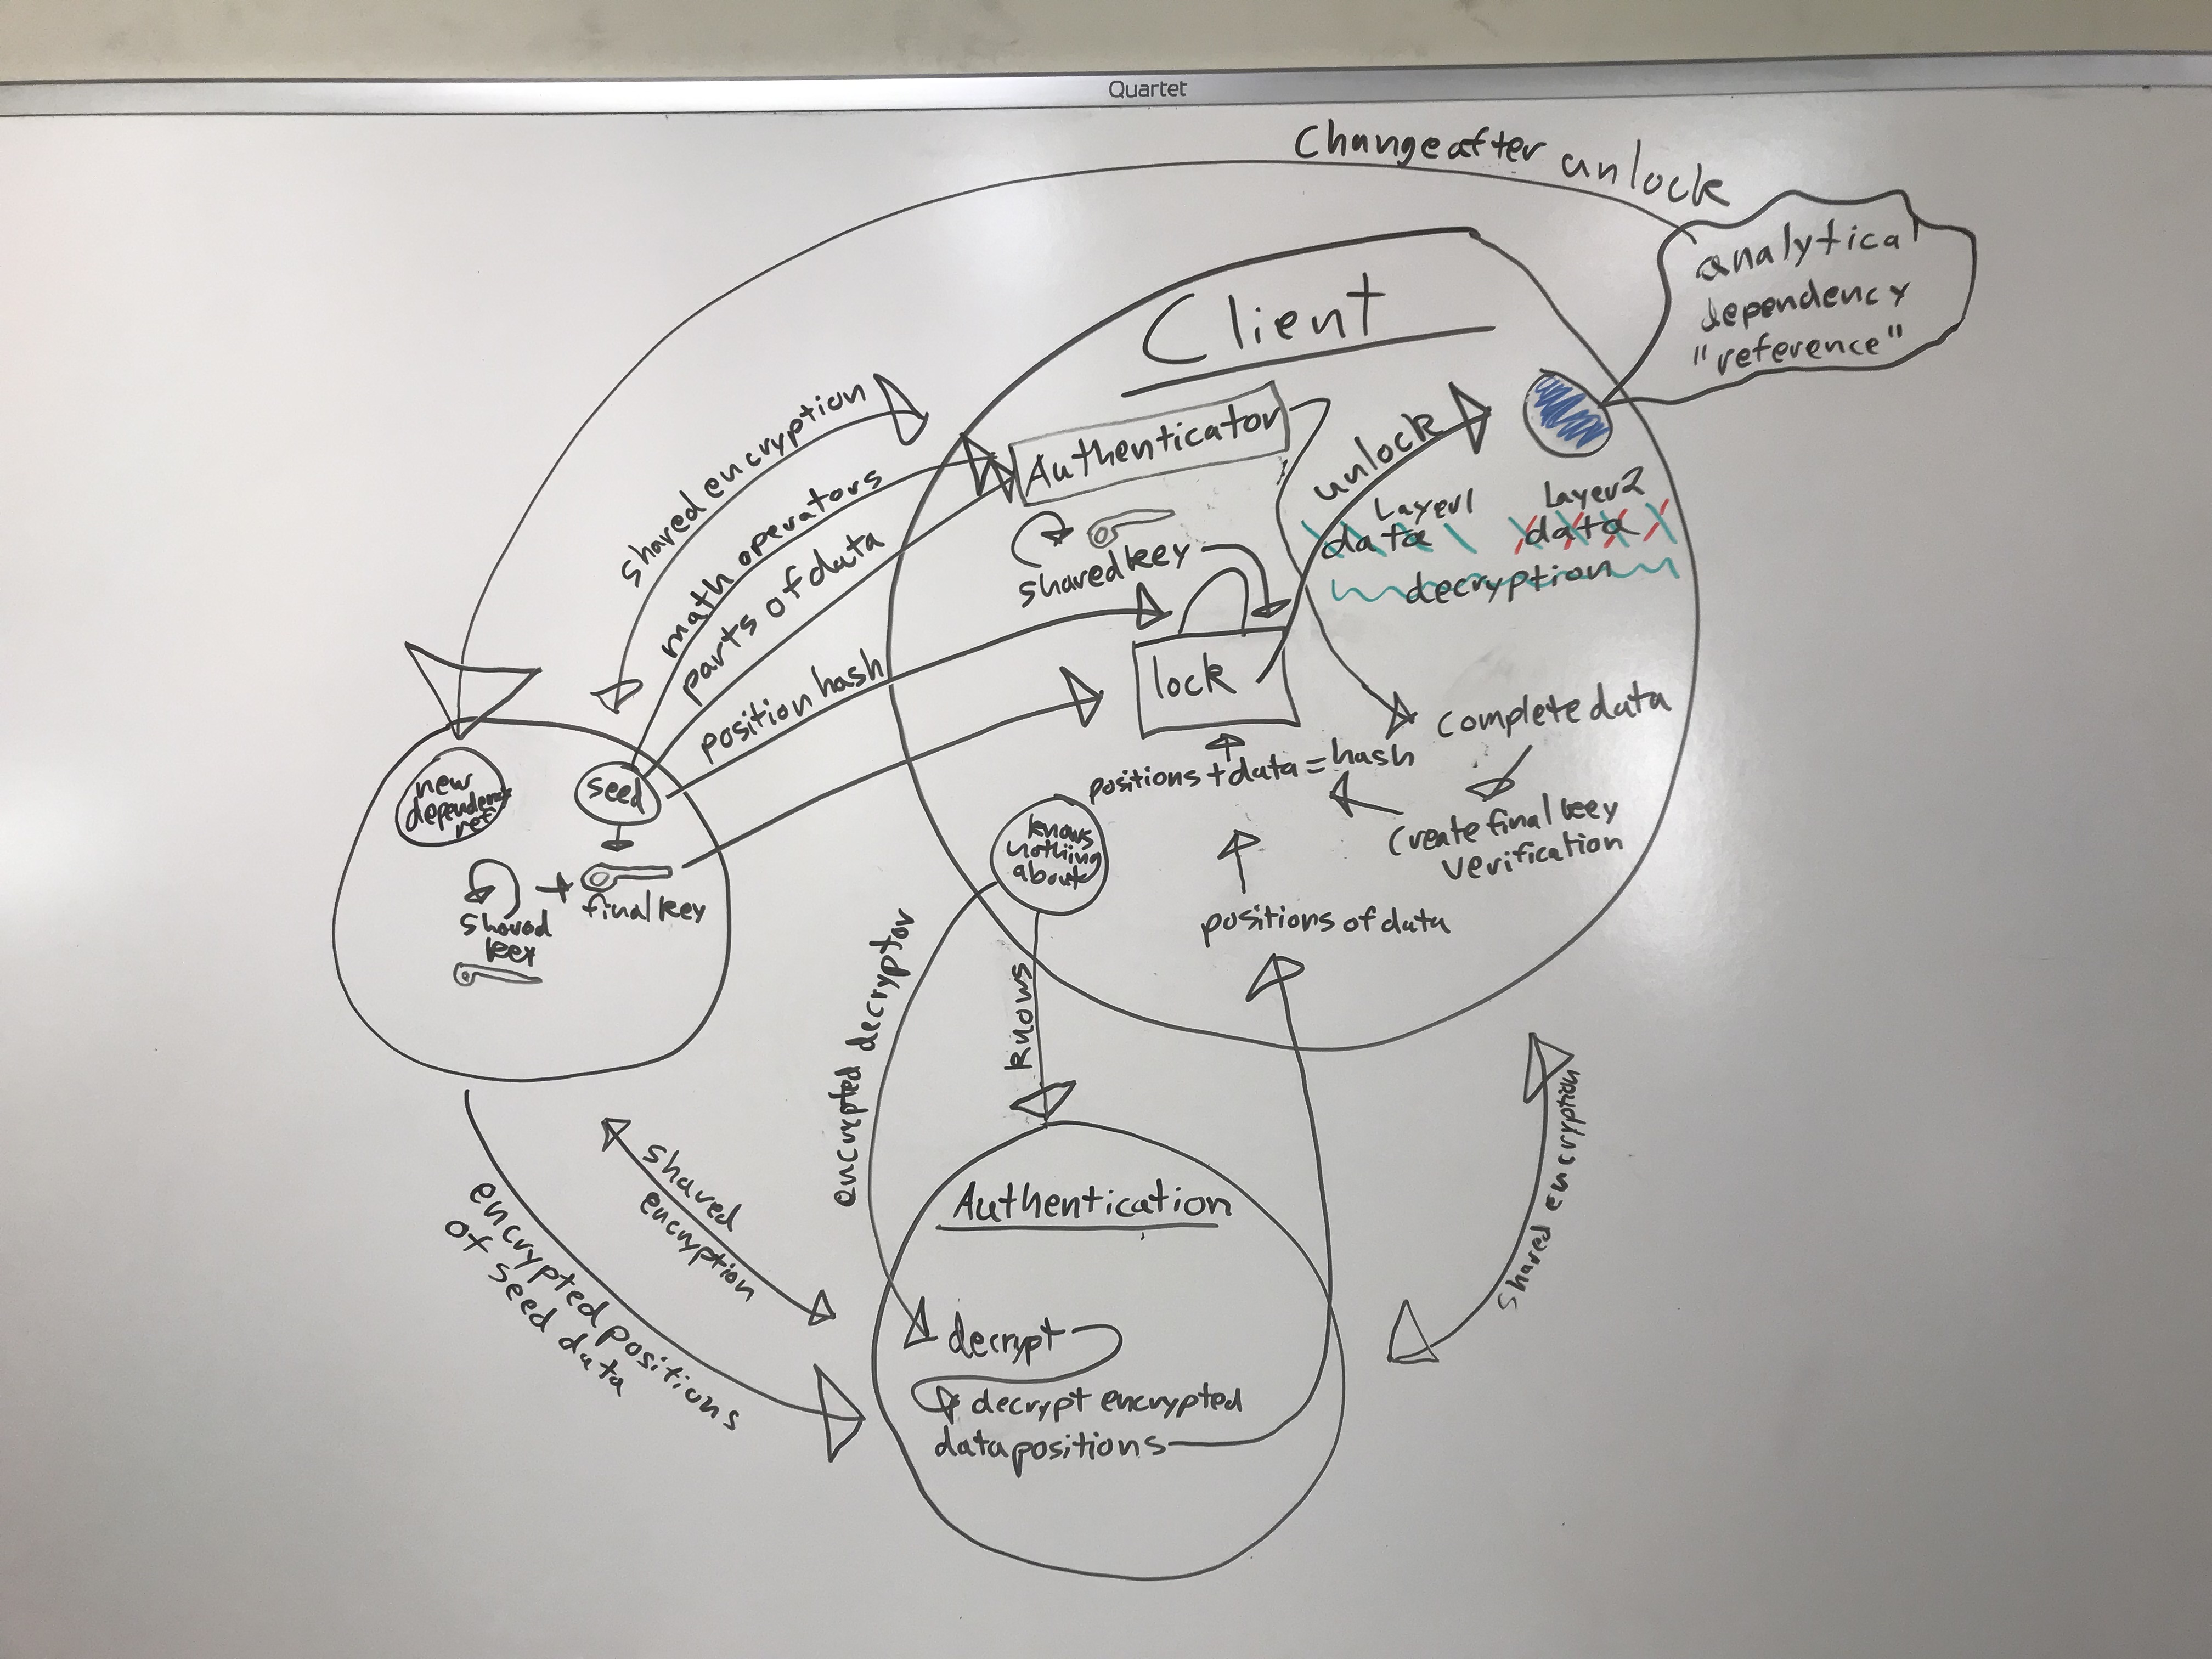 Quartet
Change after unlock
analytical
dependency
"reference"
Client
Authenticator
unlock
Layer1
data
Layer2
data
decryption
shared key
lock
shared encryption
math operators
parts of data
position hash
complete data
positions + data = hash
Create final key
verification
positions of data
knows
nothing
about
new
ref
seed
shared
key
+
final key
encrypted decryptor
knows
shared encryption
shared
encryption
encrypted positions
of seed data
Authentication
decrypt
decrypt encrypted
data positions